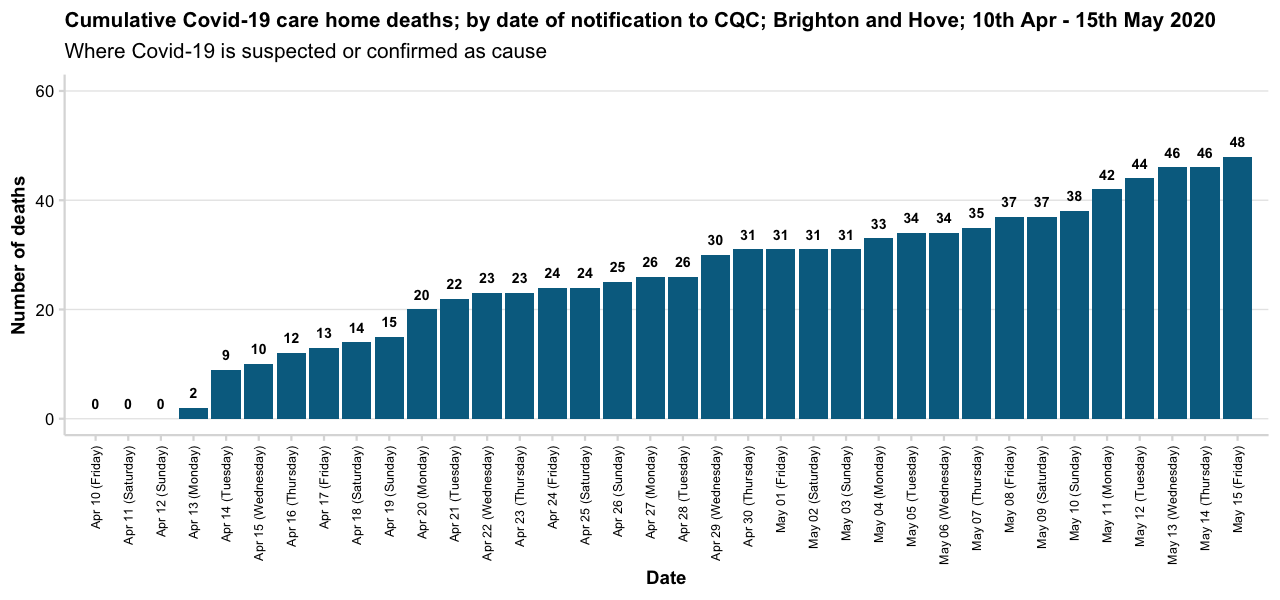 Cumulative Covid-19 care home deaths; by date of notification to CQC; Brighton and Hove; 10th Apr - 15th May 2020
Where Covid-19 is suspected or confirmed as cause
Number of deaths
60
40
20
0
0
0
0
2
9
10
12
13
14
15
20
22
23
23
24
24
25
26
26
30
31
31
31
31
33
34
34
35
37
37
38
42
44
46
46
48
Apr 10 (Friday)
Apr 11 (Saturday)
Apr 12 (Sunday)
Apr 13 (Monday)
Apr 14 (Tuesday)
Apr 15 (Wednesday)
Apr 16 (Thursday)
Apr 17 (Friday)
Apr 18 (Saturday)
Apr 19 (Sunday)
Apr 20 (Monday)
Apr 21 (Tuesday)
Apr 22 (Wednesday)
Apr 23 (Thursday)
Apr 24 (Friday)
Apr 25 (Saturday)
Apr 26 (Sunday)
Apr 27 (Monday)
Apr 28 (Tuesday)
Apr 29 (Wednesday)
Apr 30 (Thursday)
May 01 (Friday)
May 02 (Saturday)
May 03 (Sunday)
May 04 (Monday)
May 05 (Tuesday)
May 06 (Wednesday)
May 07 (Thursday)
May 08 (Friday)
May 09 (Saturday)
May 10 (Sunday)
May 11 (Monday)
May 12 (Tuesday)
May 13 (Wednesday)
May 14 (Thursday)
May 15 (Friday)
Date